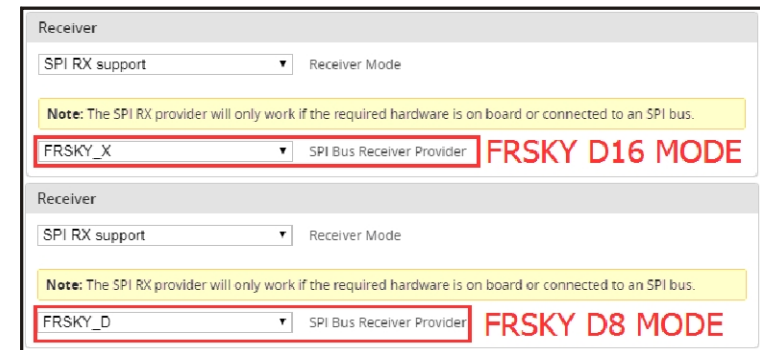 Receiver
SPI RX support Receiver Mode
Note: The SPI RX provider will only work if the required hardware is on board or connected to an SPI bus.
FRSKY_X SPI Bus Receiver Provider FRSKY D16 MODE
Receiver
SPI RX support Receiver Mode
Note: The SPI RX provider will only work if the required hardware is on board or connected to an SPI bus.
FRSKY_D SPI Bus Receiver Provider FRSKY D8 MODE